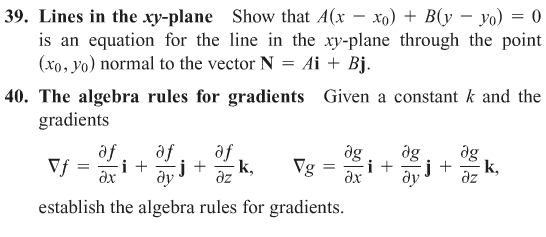 39. Lines in the xy-plane Show that A(x − x₀) + B(y − y₀) = 0
is an equation for the line in the xy-plane through the point
(x₀, y₀) normal to the vector N = Ai + Bj.
40. The algebra rules for gradients Given a constant k and the
gradients
∇f = ∂f/∂x i + ∂f/∂y j + ∂f/∂z k, ∇g = ∂g/∂x i + ∂g/∂y j + ∂g/∂z k,
establish the algebra rules for gradients.